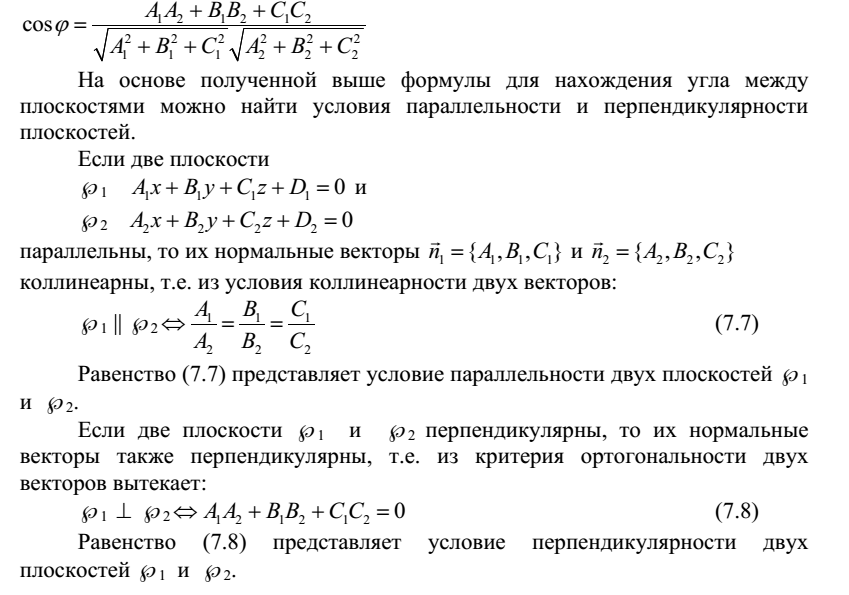 cos φ = (A₁A₂ + B₁B₂ + C₁C₂) / (√(A₁² + B₁² + C₁²) √(A₂² + B₂² + C₂²))
На основе полученной выше формулы для нахождения угла между
плоскостями можно найти условия параллельности и перпендикулярности
плоскостей.
Если две плоскости
℘₁ A₁x + B₁y + C₁z + D₁ = 0 и
℘₂ A₂x + B₂y + C₂z + D₂ = 0
параллельны, то их нормальные векторы n⃗₁ = {A₁, B₁, C₁} и n⃗₂ = {A₂, B₂, C₂}
коллинеарны, т.е. из условия коллинеарности двух векторов:
℘₁ || ℘₂ ⇔ A₁/A₂ = B₁/B₂ = C₁/C₂ (7.7)
Равенство (7.7) представляет условие параллельности двух плоскостей ℘₁
и ℘₂.
Если две плоскости ℘₁ и ℘₂ перпендикулярны, то их нормальные
векторы также перпендикулярны, т.е. из критерия ортогональности двух
векторов вытекает:
℘₁ ⊥ ℘₂ ⇔ A₁A₂ + B₁B₂ + C₁C₂ = 0 (7.8)
Равенство (7.8) представляет условие перпендикулярности двух
плоскостей ℘₁ и ℘₂.